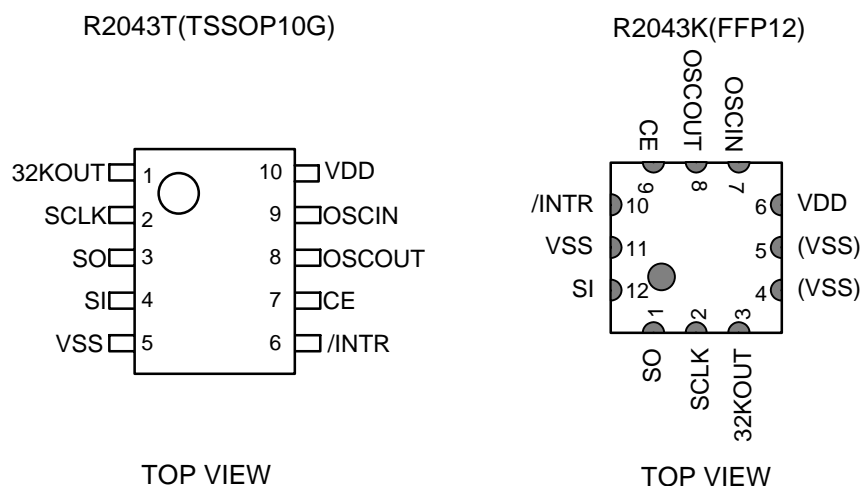 R2043T(TSSOP10G)
32KOUT 1 10 VDD
SCLK 2 9 OSCIN
SO 3 8 OSCOUT
SI 4 7 CE
VSS 5 6 /INTR
TOP VIEW
R2043K(FFP12)
CE OSCOUT OSCIN
9 8 7
/INTR 10 6 VDD
VSS 11 5 (VSS)
SI 12 4 (VSS)
1 2 3
SO SCLK 32KOUT
TOP VIEW